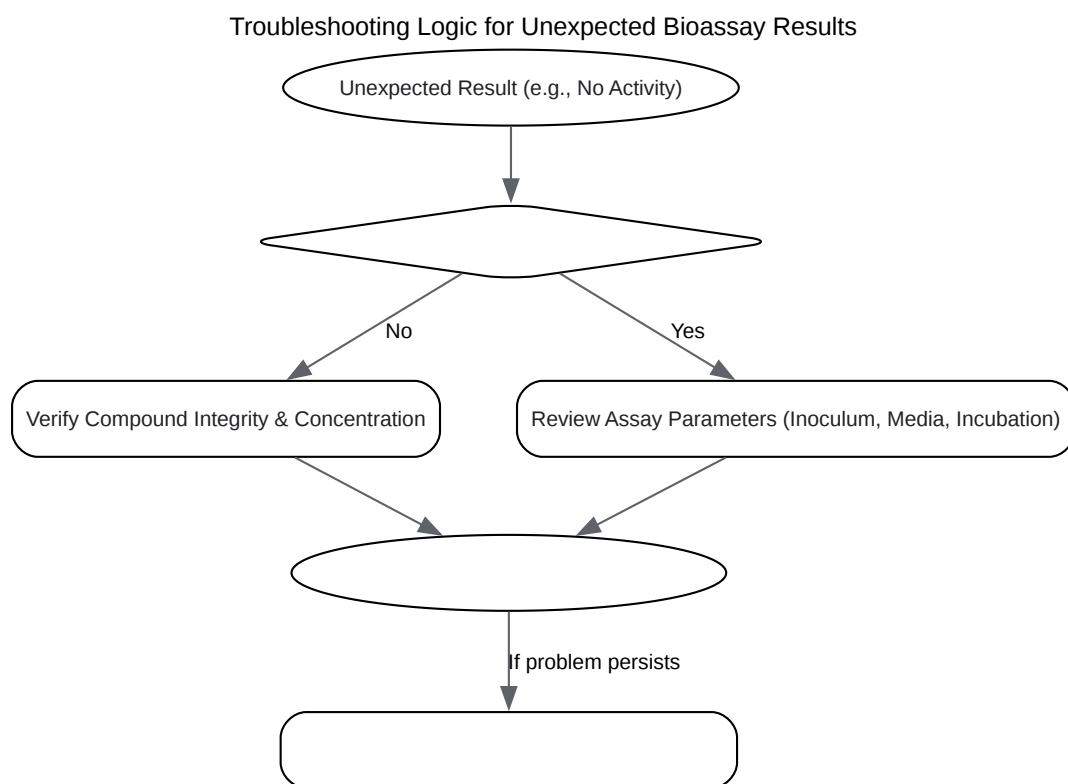 Troubleshooting Logic for Unexpected Bioassay Results
Unexpected Result (e.g., No Activity)
No
Yes
Verify Compound Integrity & Concentration
Review Assay Parameters (Inoculum, Media, Incubation)
If problem persists